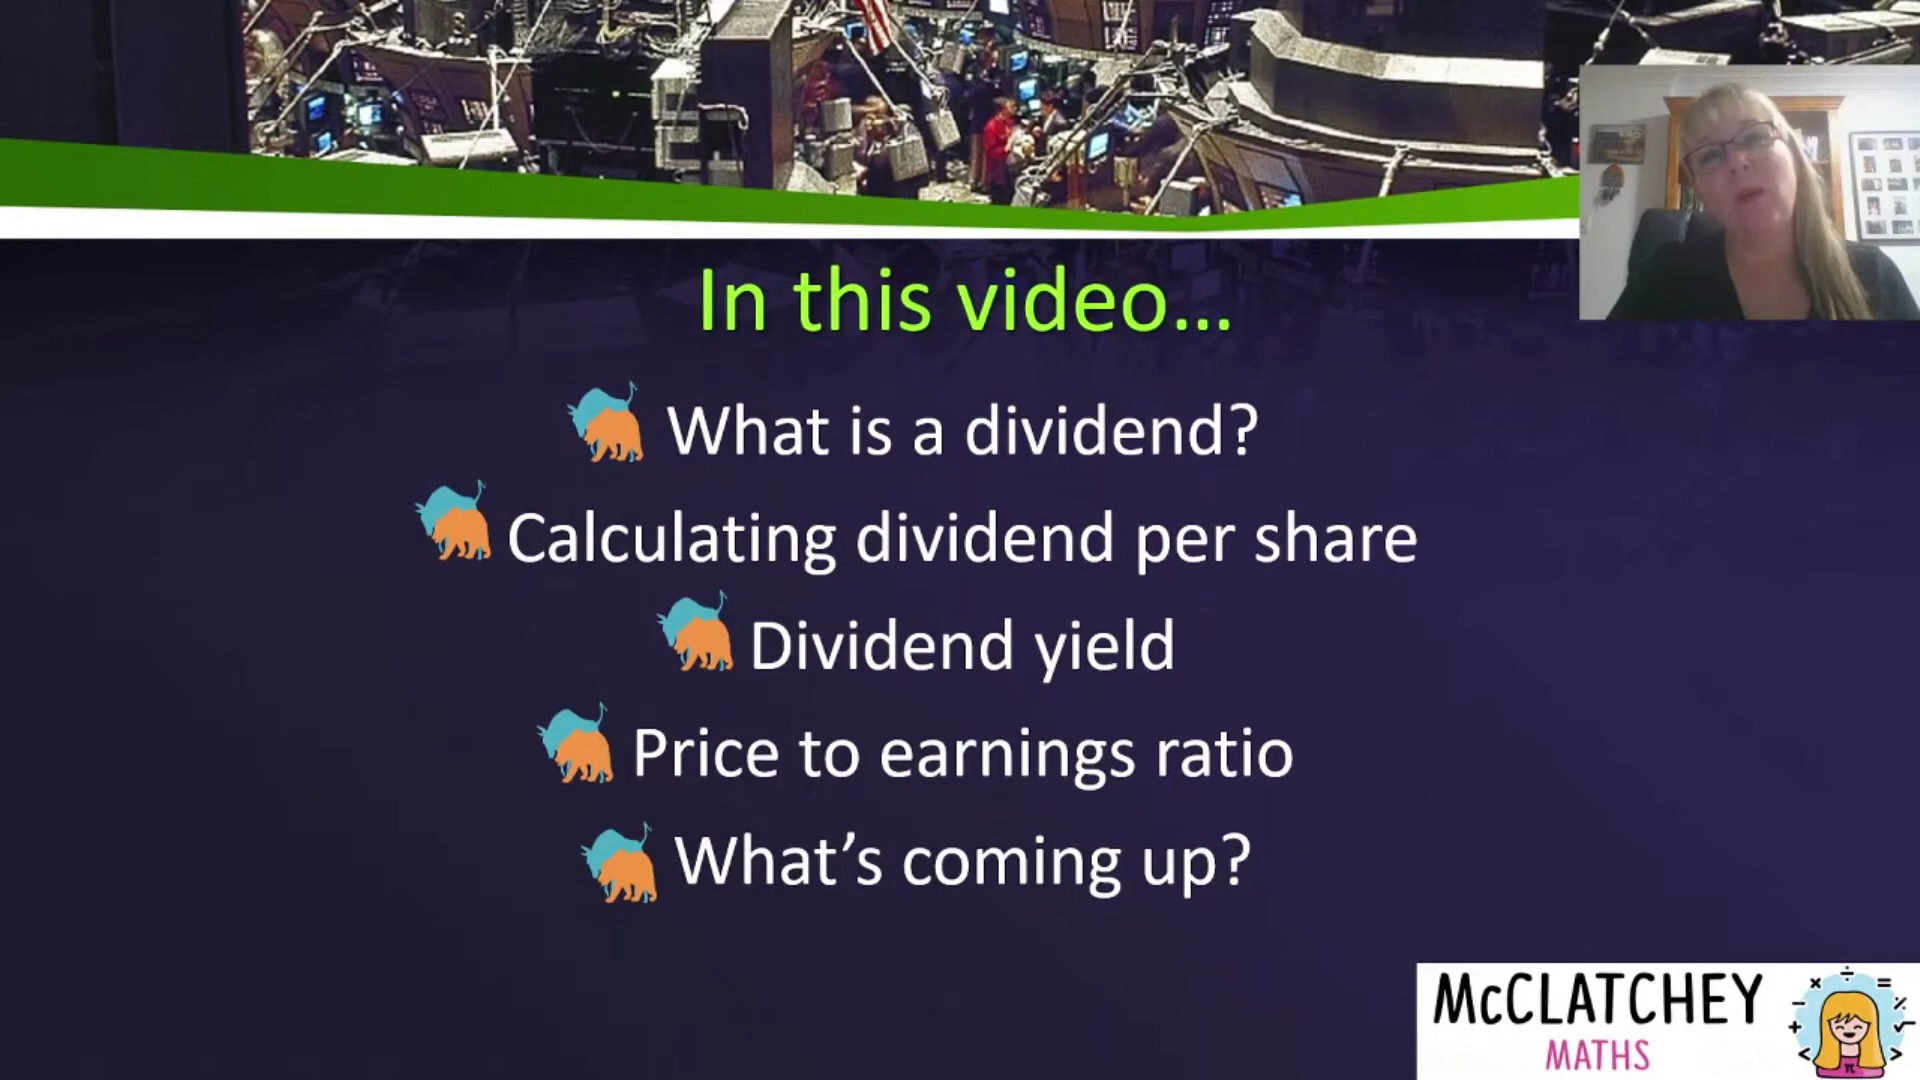 In this video...
What is a dividend?
Calculating dividend per share
Dividend yield
Price to earnings ratio
What’s coming up?
McCLATCHEY
MATHS